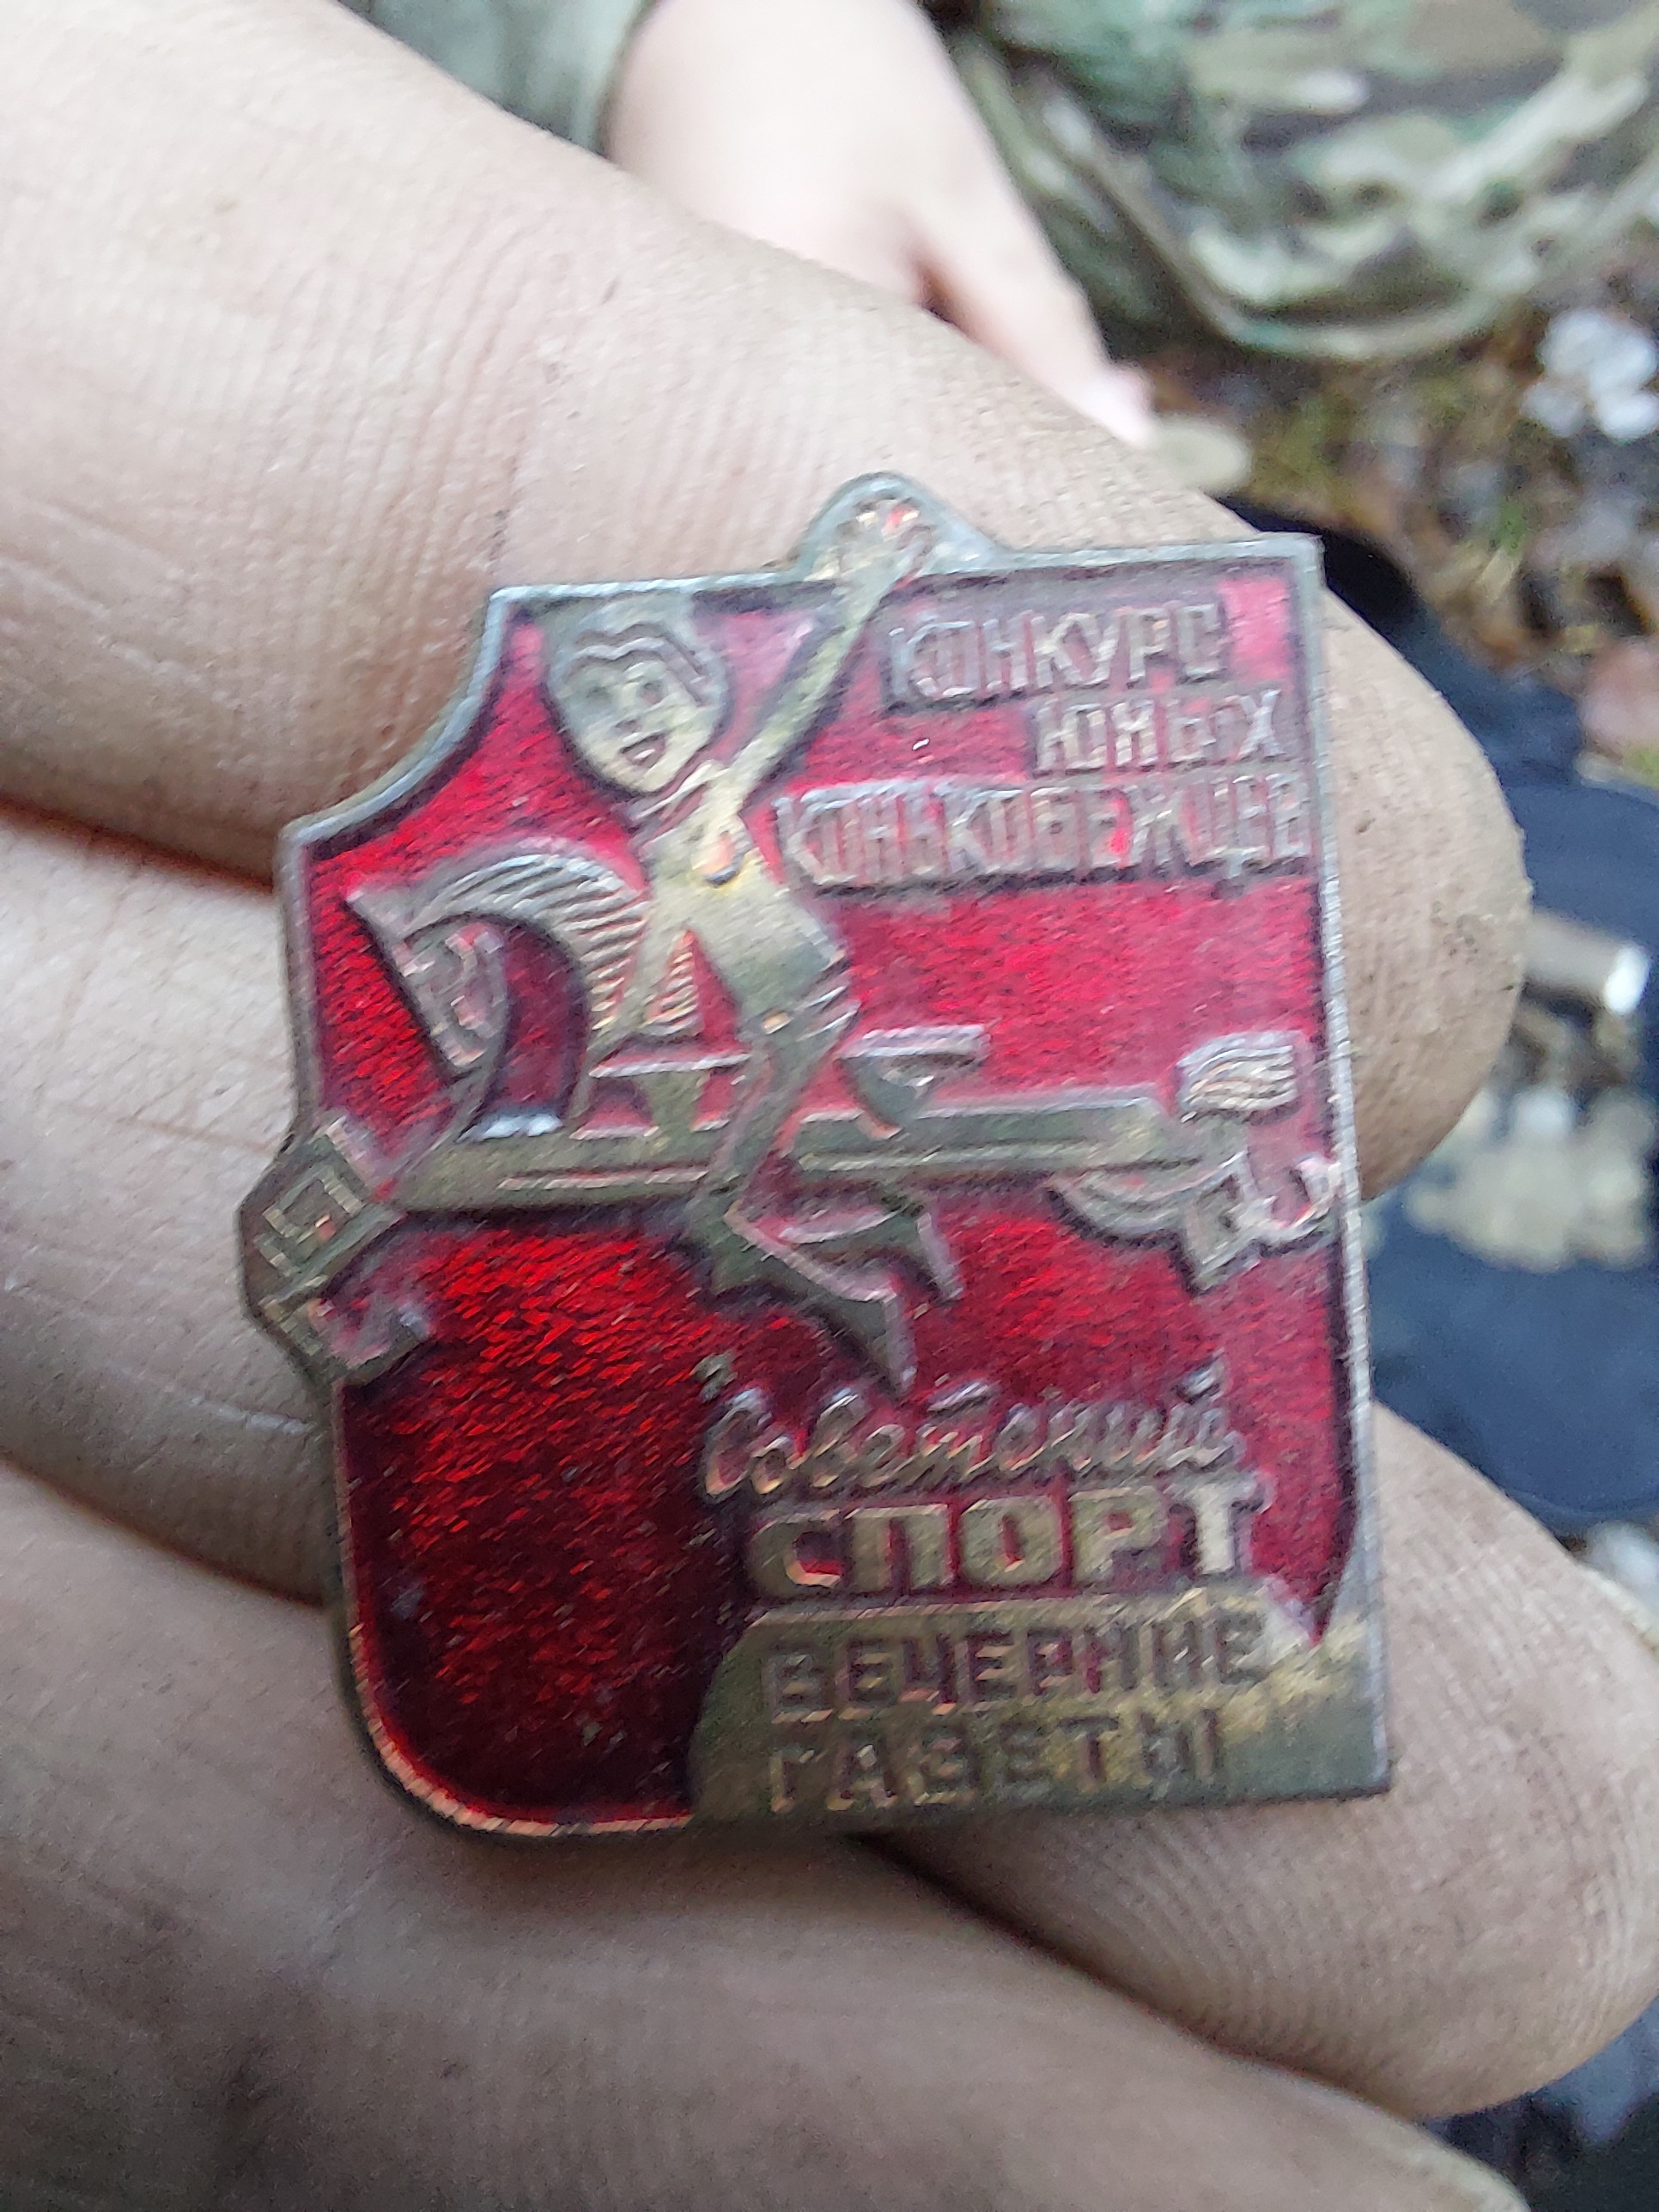 КОНКУРС
ЮНЫХ
КОНЬКОБЕЖЦЕВ
"Советский
СПОРТ
ВЕЧЕРНИЕ
ГАЗЕТЫ